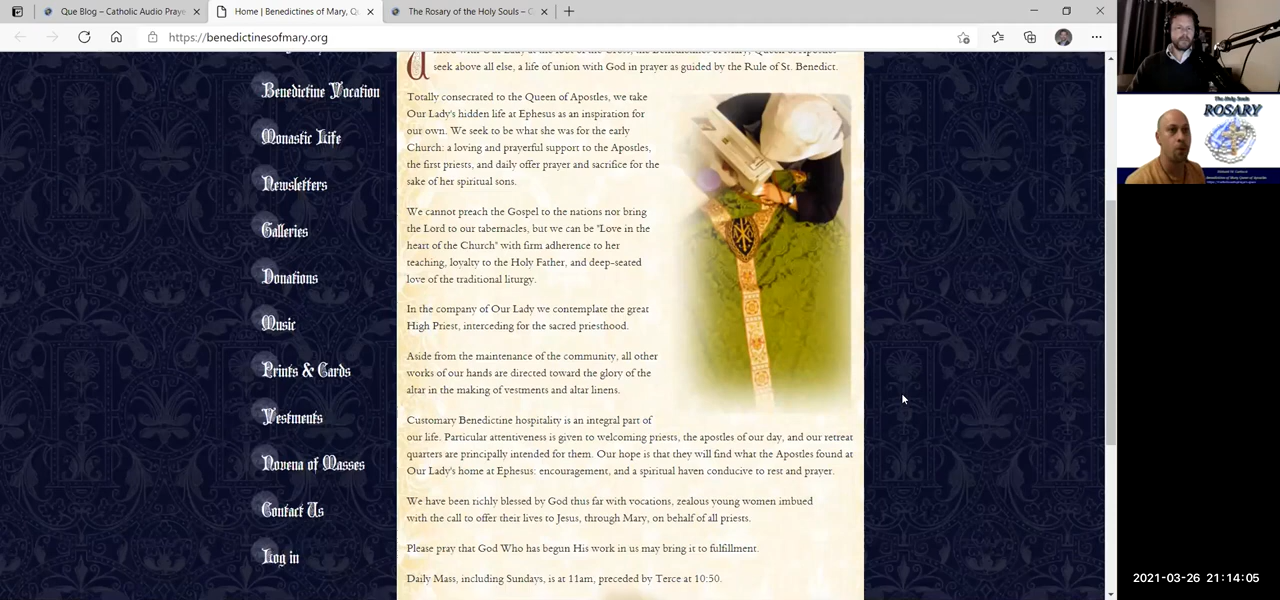 Que Blog – Catholic Audio Praye
Home | Benedictines of Mary, Q
The Rosary of the Holy Souls – C
https://benedictinesofmary.org
Benedictine Vocation
Monastic Life
Newsletters
Galleries
Donations
Music
Prints & Cards
Vestments
Novena of Masses
Contact Us
Log in
seek above all else, a life of union with God in prayer as guided by the Rule of St. Benedict.
Totally consecrated to the Queen of Apostles, we take
Our Lady's hidden life at Ephesus as an inspiration for
our own. We seek to be what she was for the early
Church: a loving and prayerful support to the Apostles,
the first priests, and daily offer prayer and sacrifice for the
sake of her spiritual sons.
We cannot preach the Gospel to the nations nor bring
the Lord to our tabernacles, but we can be "Love in the
heart of the Church" with firm adherence to her
teaching, loyalty to the Holy Father, and deep-seated
love of the traditional liturgy.
In the company of Our Lady we contemplate the great
High Priest, interceding for the sacred priesthood.
Aside from the maintenance of the community, all other
works of our hands are directed toward the glory of the
altar in the making of vestments and altar linens.
Customary Benedictine hospitality is an integral part of
our life. Particular attentiveness is given to welcoming priests, the apostles of our day, and our retreat
quarters are principally intended for them. Our hope is that they will find what the Apostles found at
Our Lady's home at Ephesus: encouragement, and a spiritual haven conducive to rest and prayer.
We have been richly blessed by God thus far with vocations, zealous young women imbued
with the call to offer their lives to Jesus, through Mary, on behalf of all priests.
Please pray that God Who has begun His work in us may bring it to fulfillment.
Daily Mass, including Sundays, is at 11am, preceded by Terce at 10:50.
The Holy Souls
ROSARY
Benedictines of Mary Queen of Apostles
2021-03-26 21:14:05